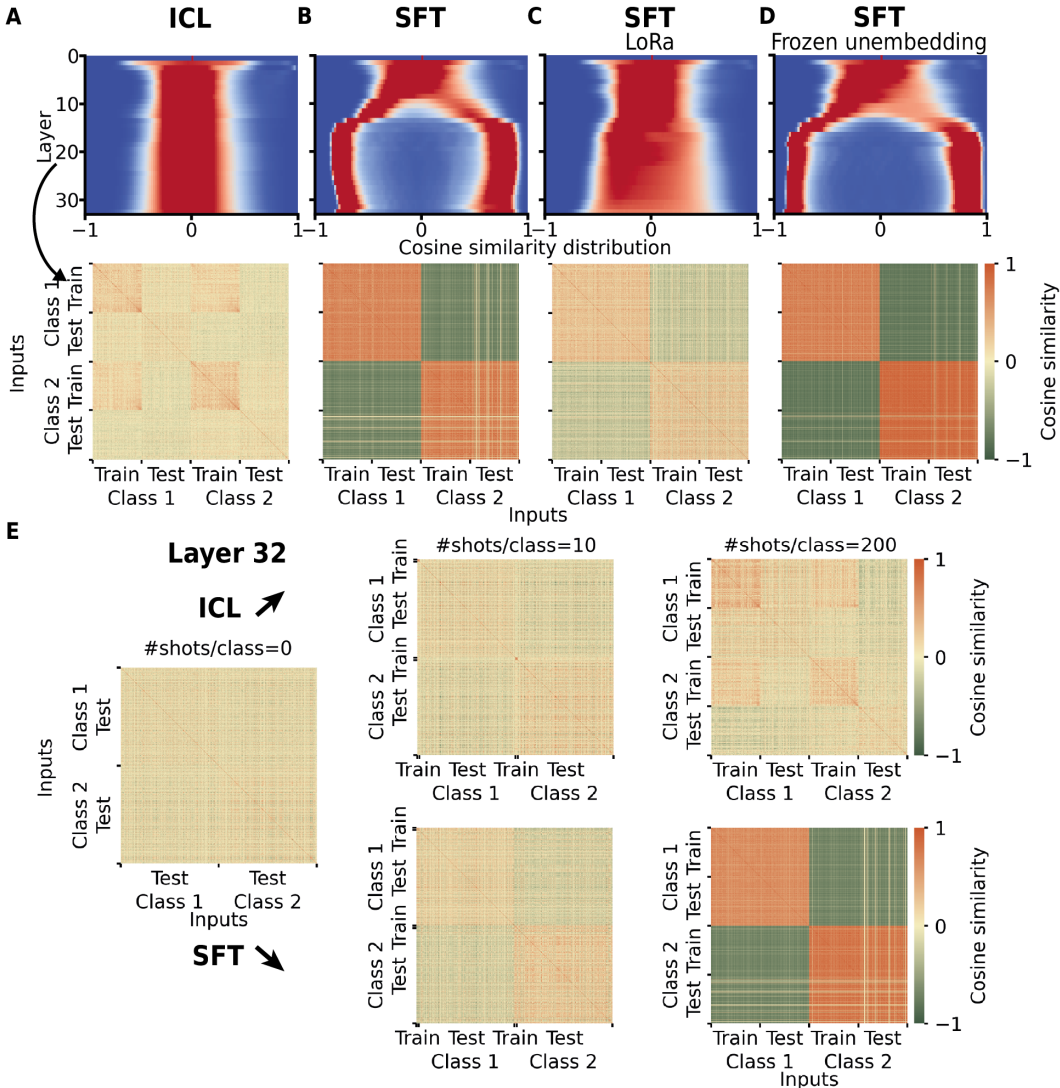 A
ICL
B
SFT
C
SFT
LoRa
D
SFT
Frozen unembedding
Layer
0
10
20
30
−1
0
1
−1
0
1
−1
0
1
−1
0
1
Cosine similarity distribution
Inputs
Class 1
Train
Test
Class 2
Train
Test
Train Test
Class 1
Train Test
Class 2
Train Test
Class 1
Train Test
Class 2
Train Test
Class 1
Train Test
Class 2
Train Test
Class 1
Train Test
Class 2
Inputs
1
0
−1
Cosine similarity
E
Layer 32
ICL
#shots/class=0
Inputs
Class 1
Test
Class 2
Test
Test
Class 1
Test
Class 2
Inputs
SFT
#shots/class=10
Class 1
Test Train
Class 2
Test Train
Train Test
Class 1
Train Test
Class 2
#shots/class=200
Class 1
Test Train
Class 2
Test Train
Train Test
Class 1
Train Test
Class 2
1
0
−1
Cosine similarity
Class 1
Test Train
Class 2
Test Train
Train Test
Class 1
Train Test
Class 2
Class 1
Test Train
Class 2
Test Train
Train Test
Class 1
Train Test
Class 2
Inputs
1
0
−1
Cosine similarity